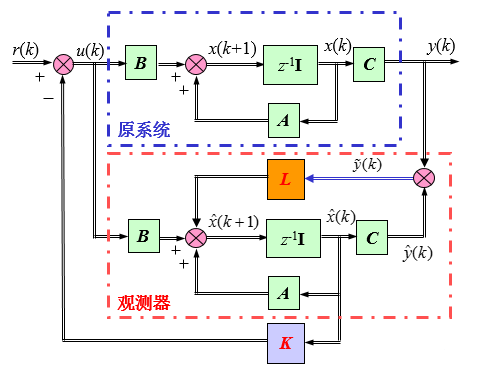 r(k)
+
−
u(k)
B
+
+
x(k+1)
z⁻¹I
x(k)
C
y(k)
A
原系统
L
ỹ(k)
B
+
+
x̂(k+1)
z⁻¹I
x̂(k)
C
ŷ(k)
A
观测器
K